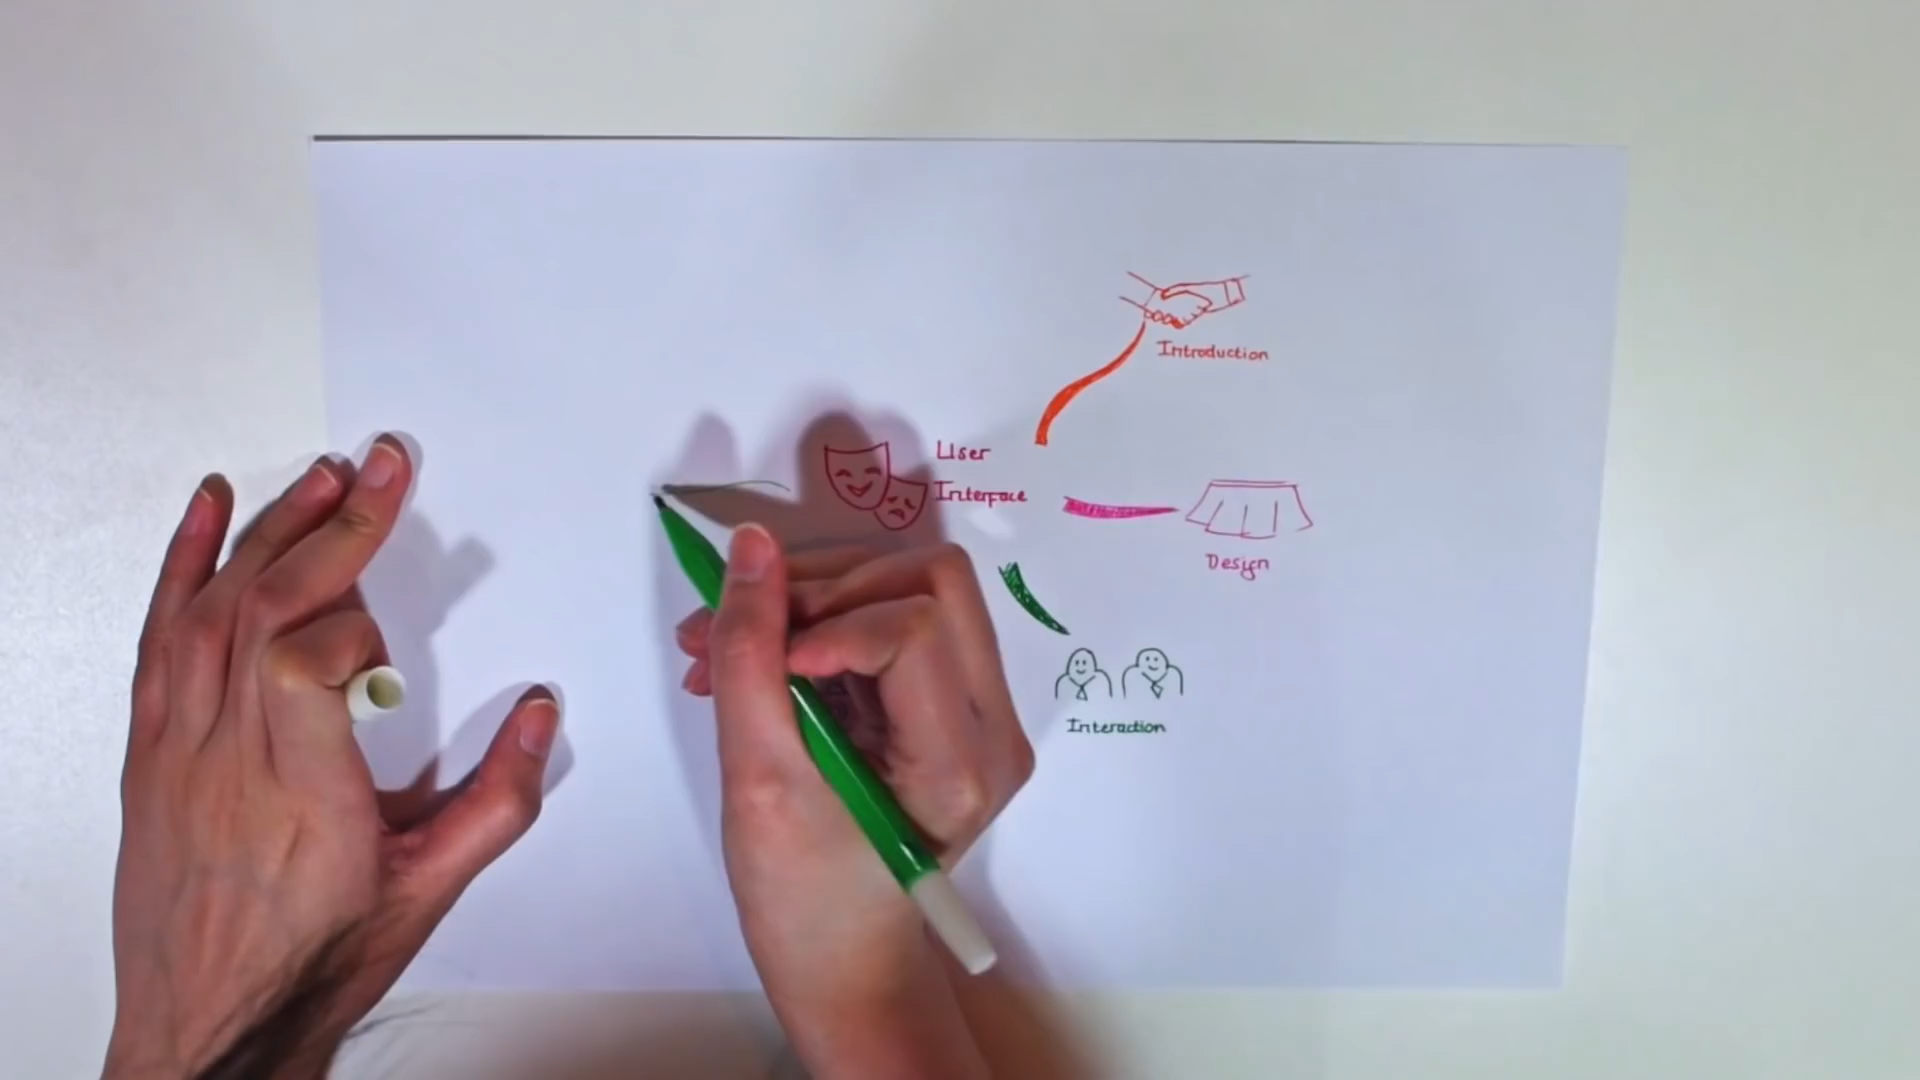 Introduction
User
Interface
Design
Interaction